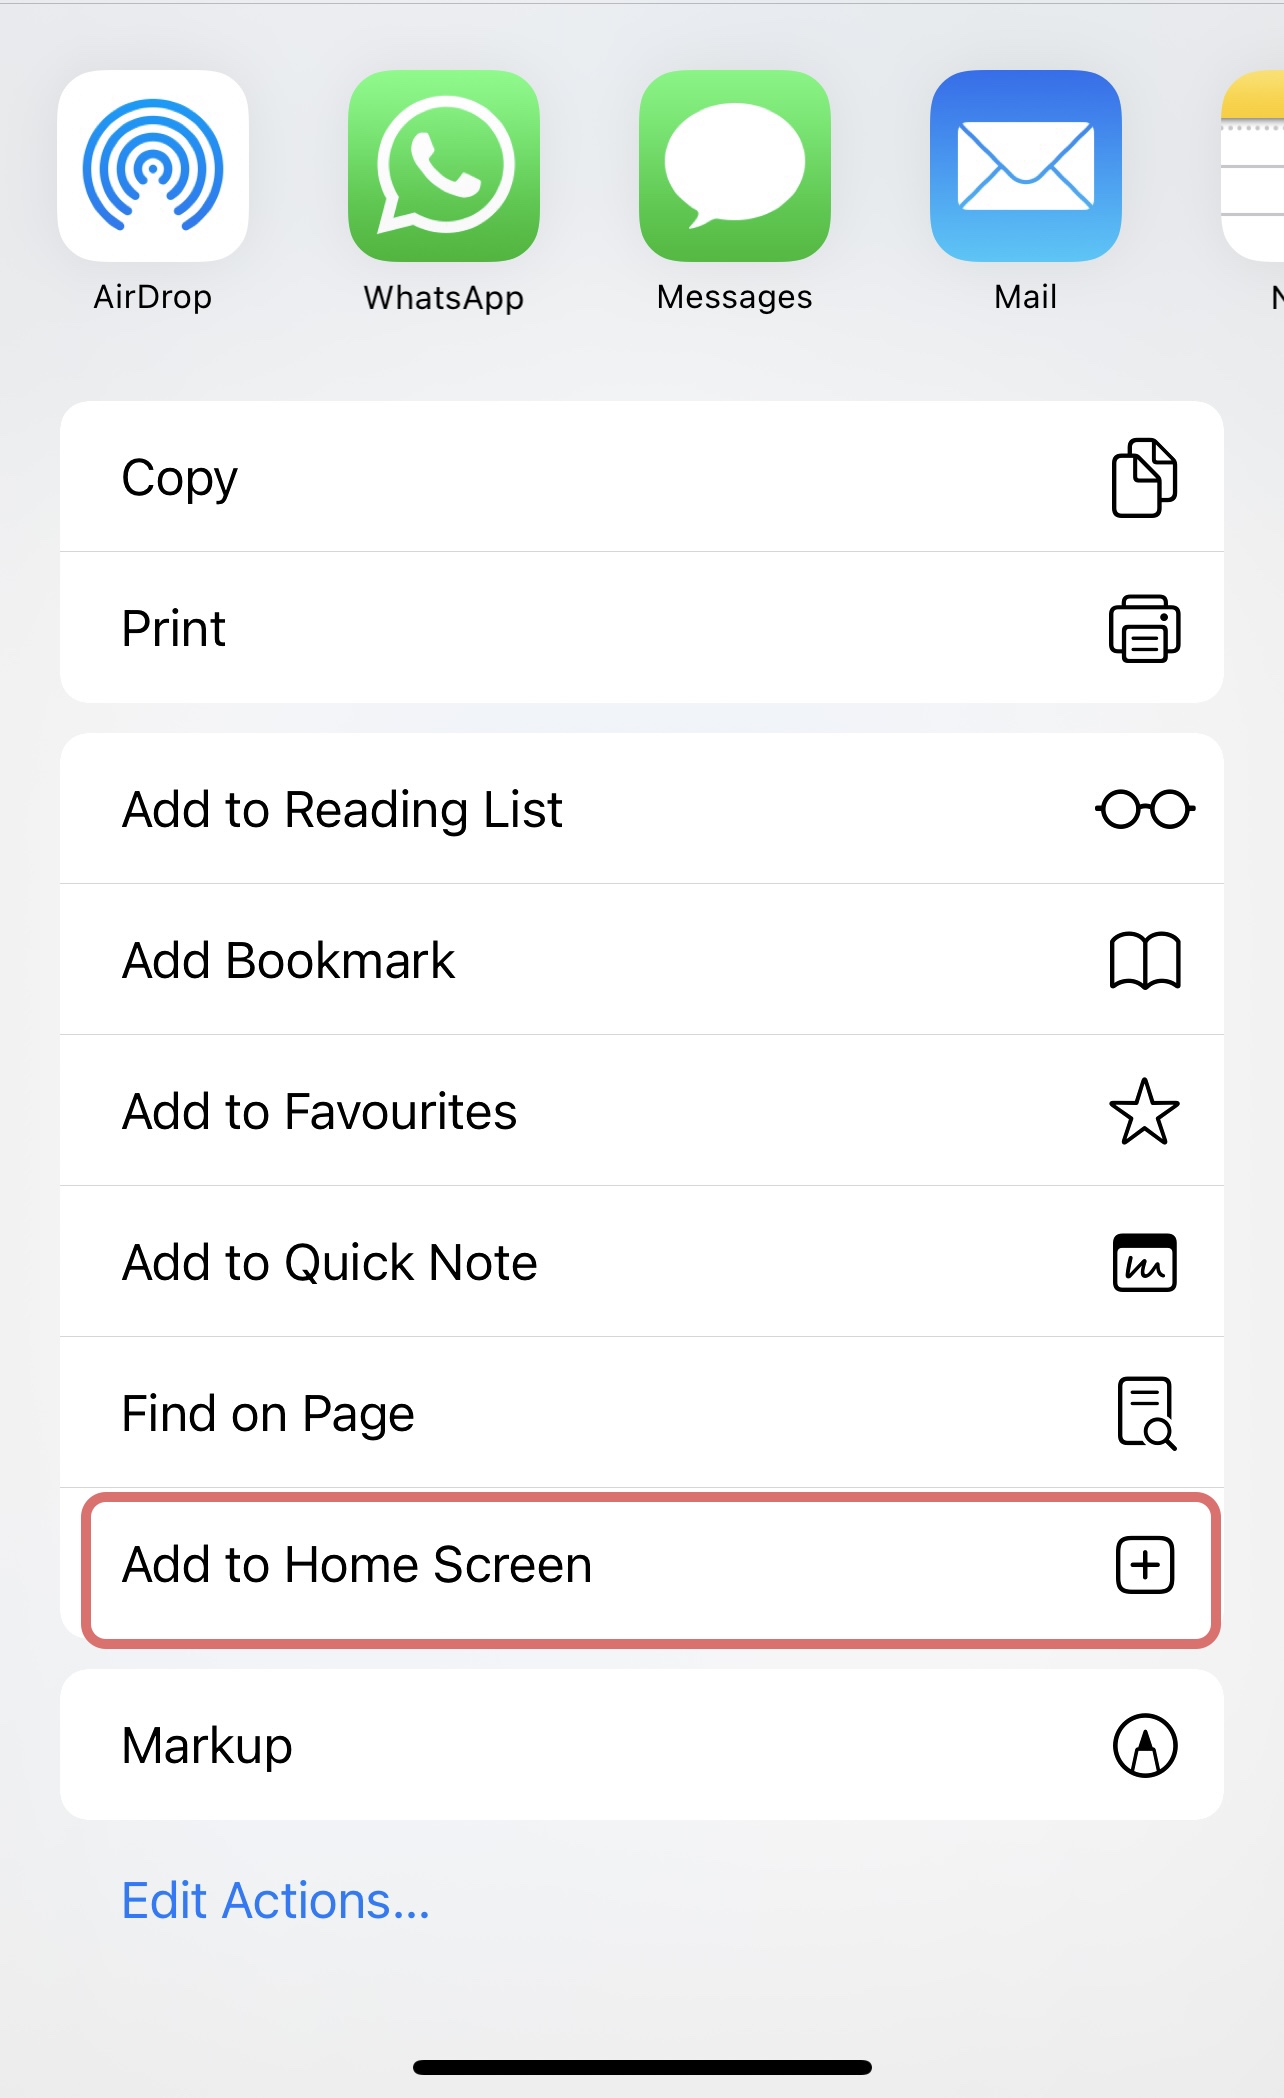 AirDrop
WhatsApp
Messages
Mail
Copy
Print
Add to Reading List
Add Bookmark
Add to Favourites
Add to Quick Note
Find on Page
Add to Home Screen
Markup
Edit Actions...